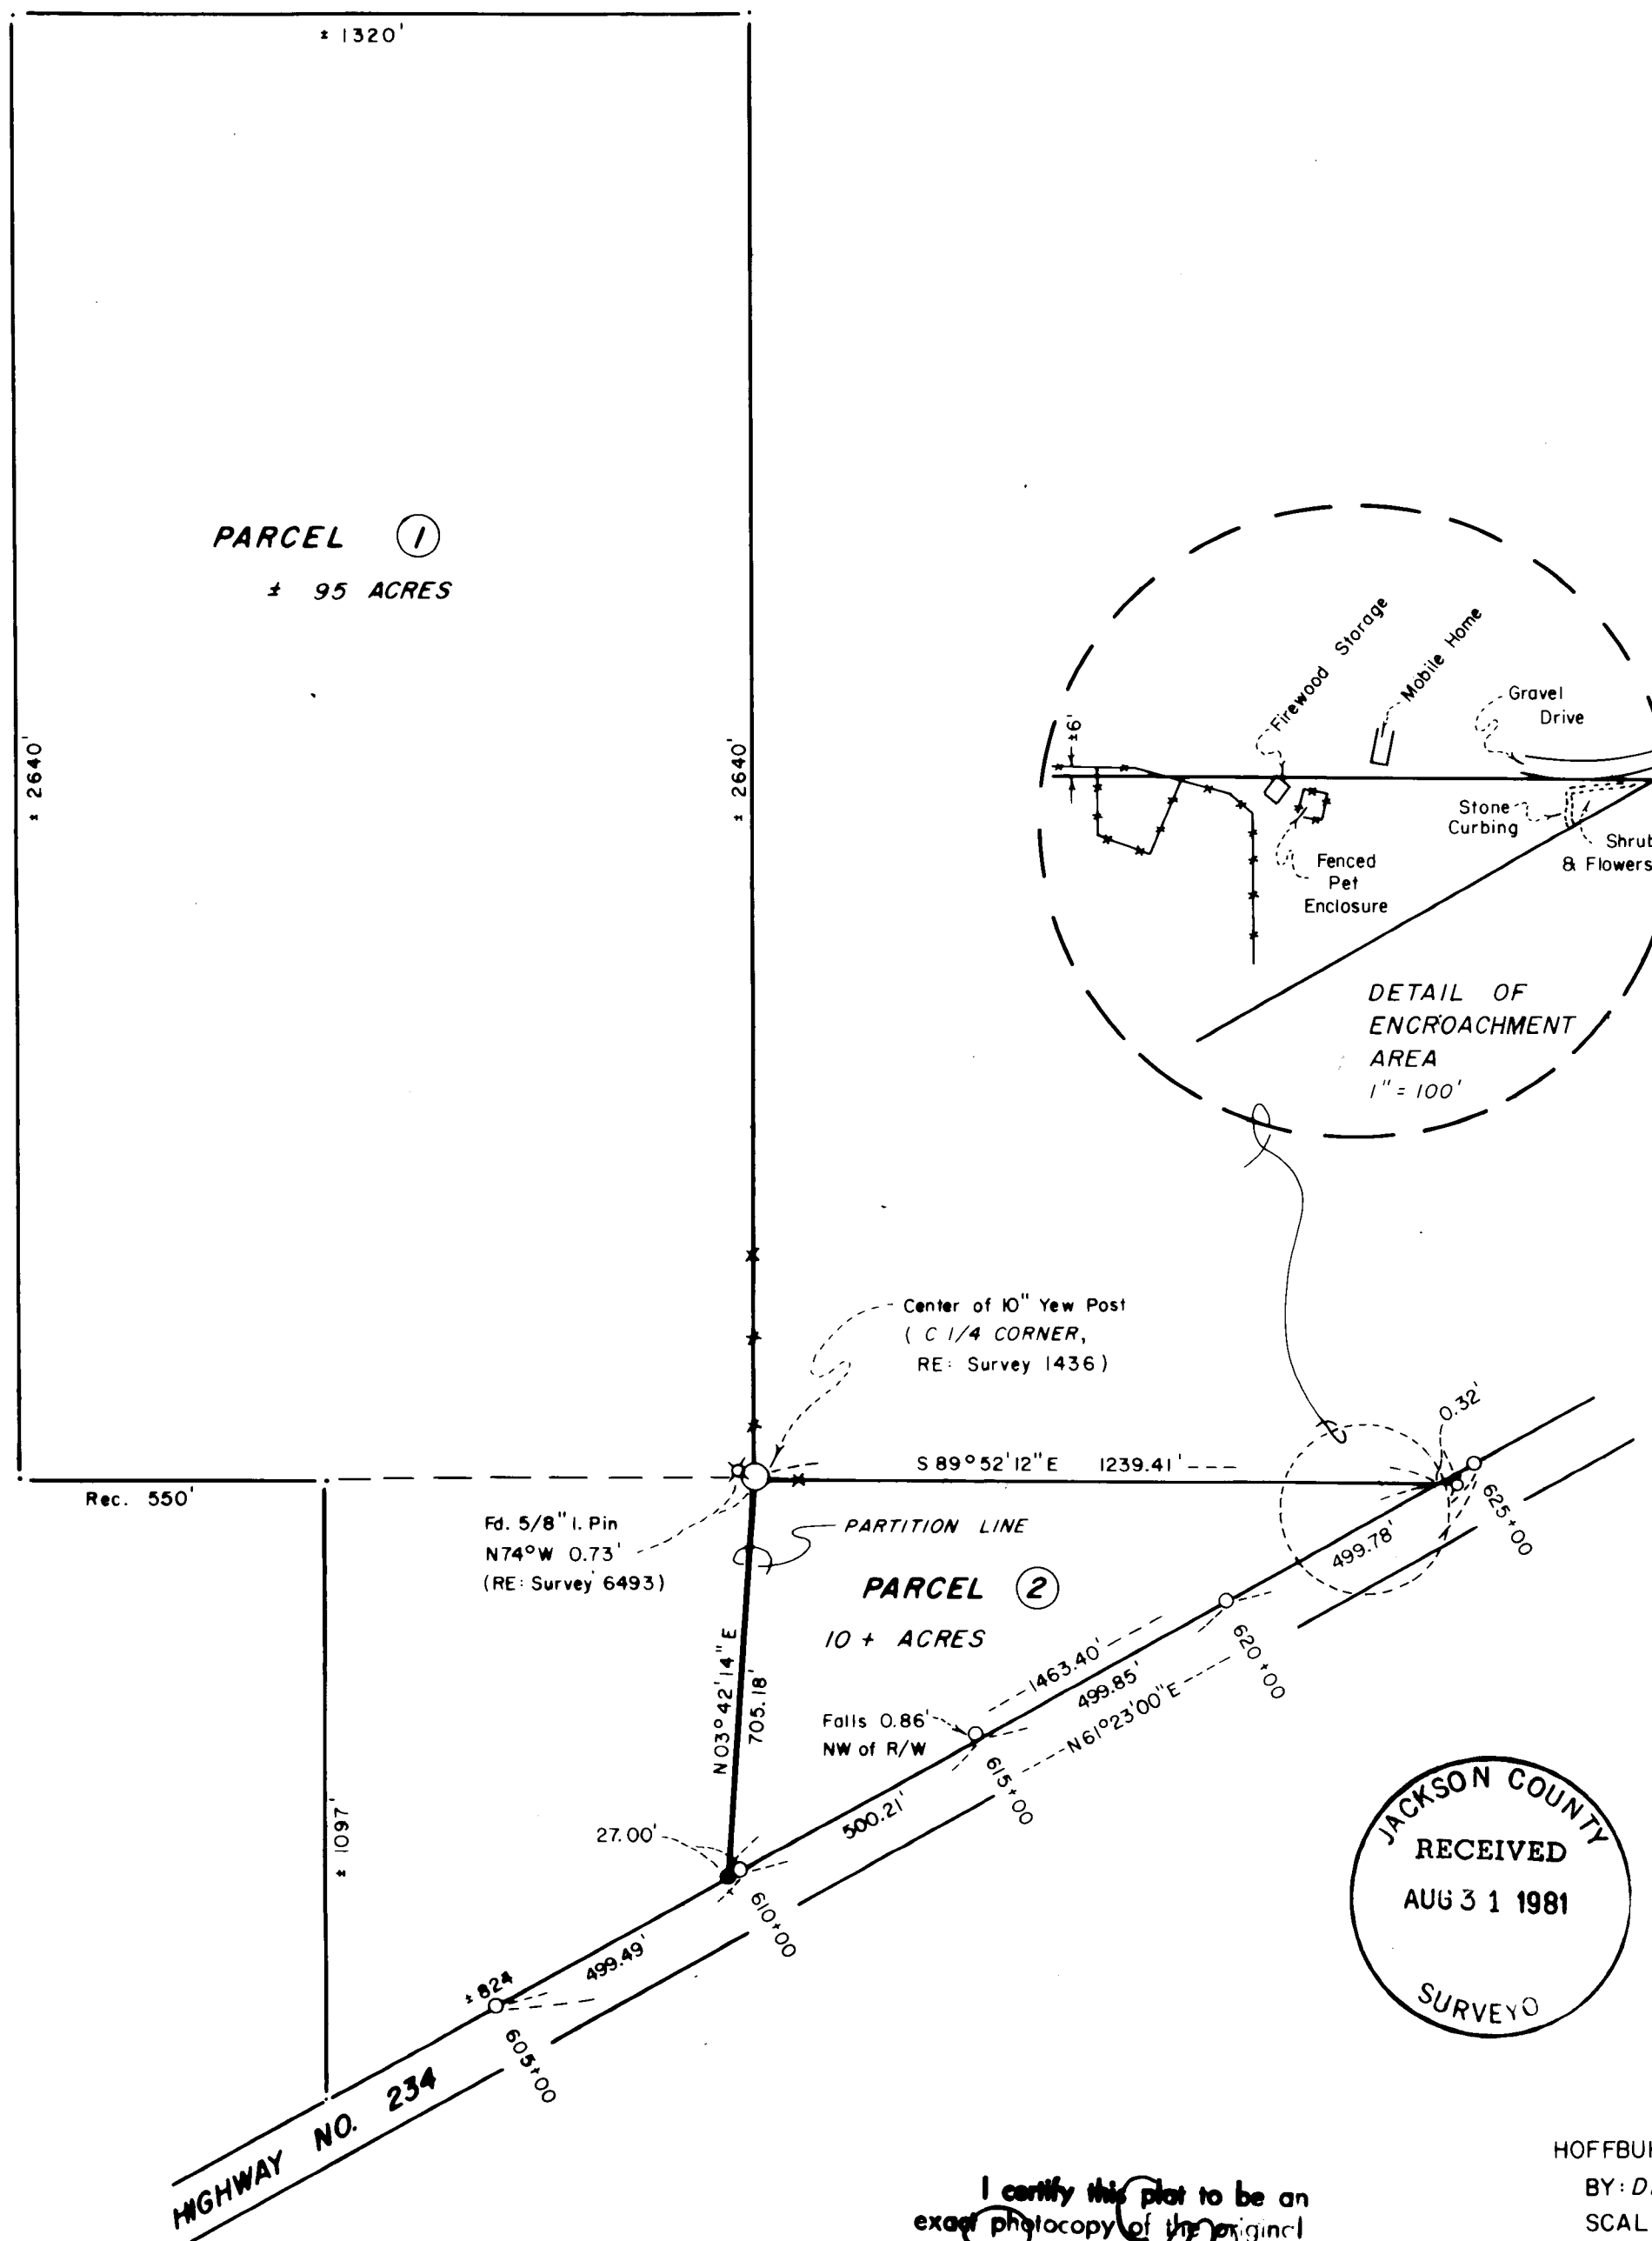 ± 1320'
PARCEL 1
± 95 ACRES
± 2640'
± 2640'
Firewood Storage
Mobile Home
Gravel
Drive
±6'
Stone
Curbing
Shrub
& Flowers
Fenced
Pet
Enclosure
DETAIL OF
ENCROACHMENT
AREA
1" = 100'
Center of 10" Yew Post
( C 1/4 CORNER,
RE: Survey 1436 )
0.32'
S 89° 52' 12" E 1239.41'
Rec. 550'
625+00
Fd. 5/8" I. Pin
N74°W 0.73'
(RE: Survey 6493)
PARTITION LINE
499.78'
PARCEL 2
10 + ACRES
620+00
N 03° 42' 14" E
705.18'
1463.40'
499.85'
N 61° 23' 00" E
Falls 0.86'
NW of R/W
615+00
500.21'
27.00'
± 1097'
610+00
499.49'
± 824
605+00
HIGHWAY NO. 234
JACKSON COUNTY
RECEIVED
AUG 3 1 1981
SURVEYO
HOFFBUH
BY: D.
SCAL
I certify this plat to be an
exact photocopy of the original